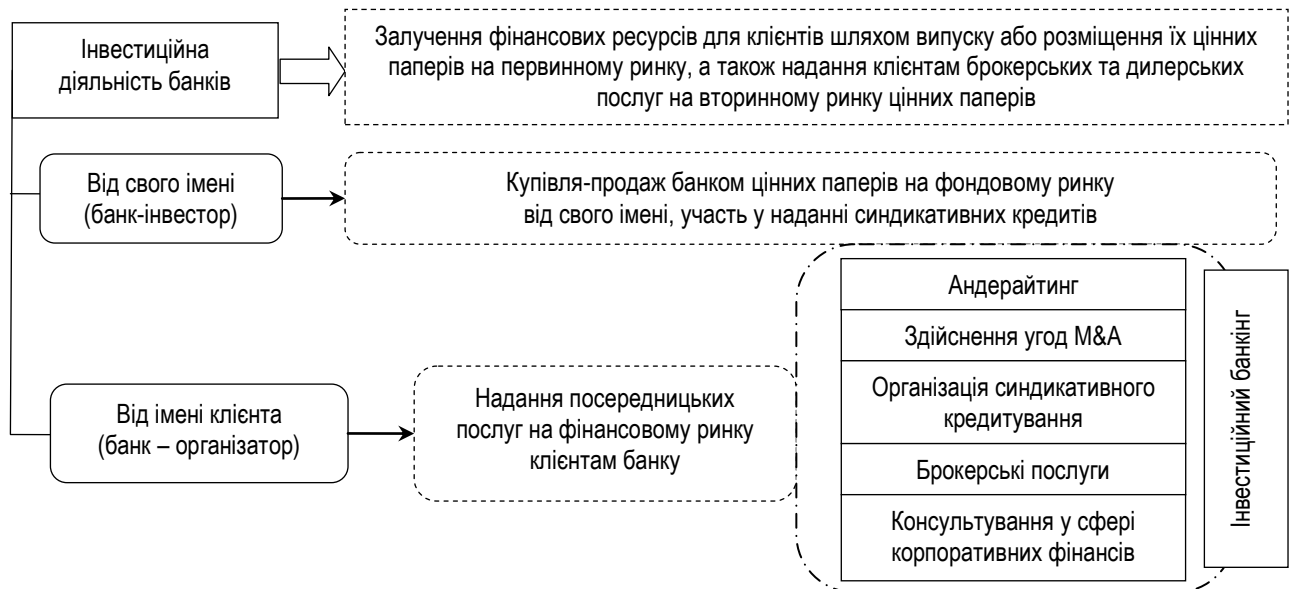 Інвестиційна
діяльність банків
Залучення фінансових ресурсів для клієнтів шляхом випуску або розміщення їх цінних
паперів на первинному ринку, а також надання клієнтам брокерських та дилерських
послуг на вторинному ринку цінних паперів
Від свого імені
(банк-інвестор)
Купівля-продаж банком цінних паперів на фондовому ринку
від свого імені, участь у наданні синдикативних кредитів
Від імені клієнта
(банк – організатор)
Надання посередницьких
послуг на фінансовому ринку
клієнтам банку
Андерайтинг
Здійснення угод M&A
Організація синдикативного
кредитування
Брокерські послуги
Консультування у сфері
корпоративних фінансів
Інвестиційний банкінг